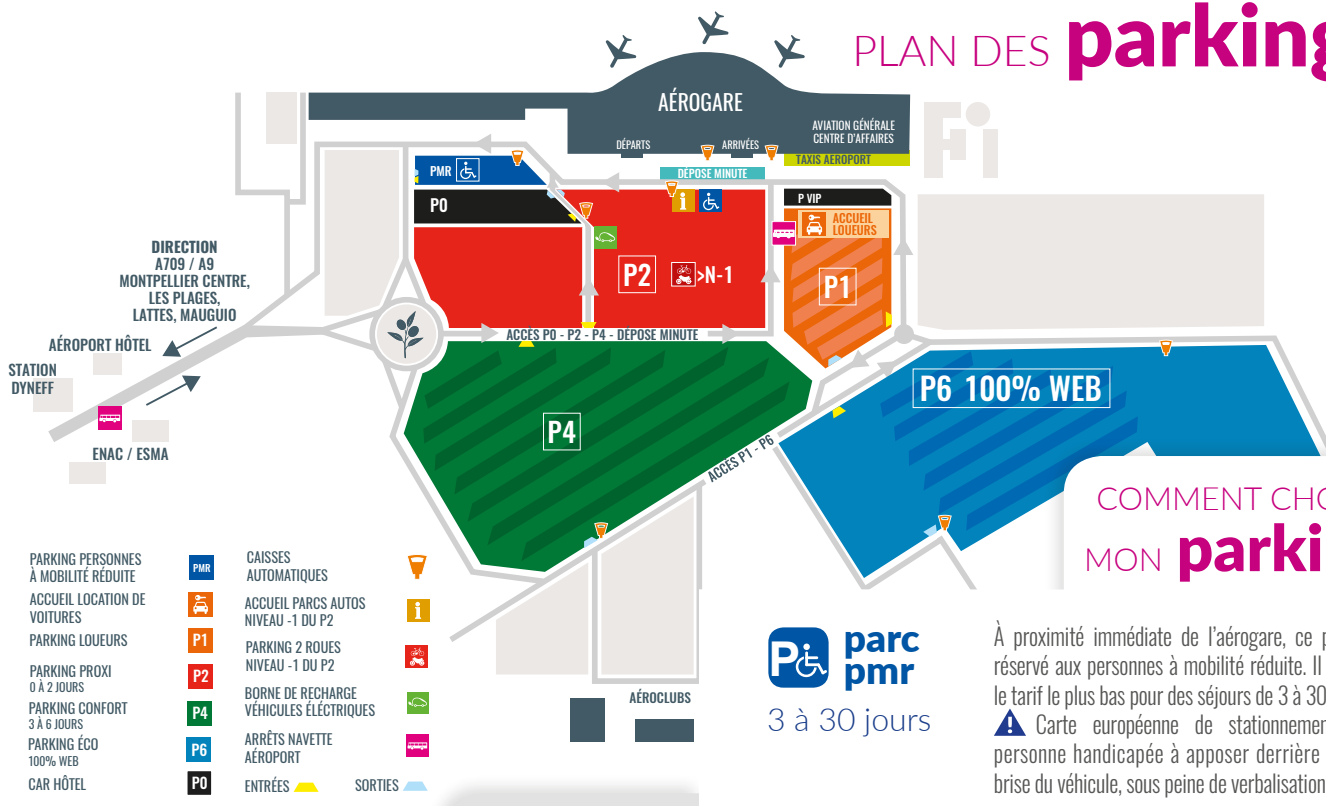 PLAN DES parking
AÉROGARE
AVIATION GÉNÉRALE
CENTRE D'AFFAIRES
DÉPARTS
ARRIVÉES
TAXIS AEROPORT
DÉPOSE MINUTE
PMR
P0
P VIP
ACCUEIL
LOUEURS
P2
>N-1
P1
i
DIRECTION
A709 / A9
MONTPELLIER CENTRE,
LES PLAGES,
LATTES, MAUGUIO
AÉROPORT HÔTEL
STATION
DYNEFF
ENAC / ESMA
ACCÈS P0 - P2 - P4 - DÉPOSE MINUTE
P4
P6 100% WEB
ACCÈS P1 - P6
AÉROCLUBS
PARKING PERSONNES
À MOBILITÉ RÉDUITE
PMR
ACCUEIL LOCATION DE
VOITURES
PARKING LOUEURS
P1
PARKING PROXI
0 À 2 JOURS
P2
PARKING CONFORT
3 À 6 JOURS
P4
PARKING ÉCO
100% WEB
P6
CAR HÔTEL
P0
CAISSES
AUTOMATIQUES
ACCUEIL PARCS AUTOS
NIVEAU -1 DU P2
i
PARKING 2 ROUES
NIVEAU -1 DU P2
BORNE DE RECHARGE
VÉHICULES ÉLÉCTRIQUES
ARRÊTS NAVETTE
AÉROPORT
ENTRÉES
SORTIES
COMMENT CHO
MON parki
P
parc
pmr
3 à 30 jours
À proximité immédiate de l'aérogare, ce p
réservé aux personnes à mobilité réduite. Il
le tarif le plus bas pour des séjours de 3 à 30
Carte européenne de stationnemen
personne handicapée à apposer derrière
brise du véhicule, sous peine de verbalisation